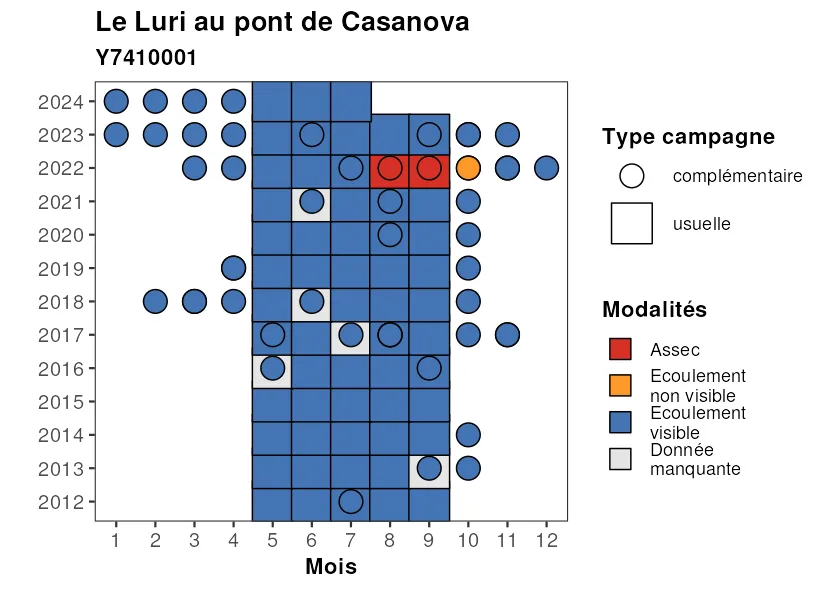 Le Luri au pont de Casanova
Y7410001
2024
2023
2022
2021
2020
2019
2018
2017
2016
2015
2014
2013
2012
1 2 3 4 5 6 7 8 9 10 11 12
Mois
Type campagne
complémentaire
usuelle
Modalités
Assec
Ecoulement
non visible
Ecoulement
visible
Donnée
manquante